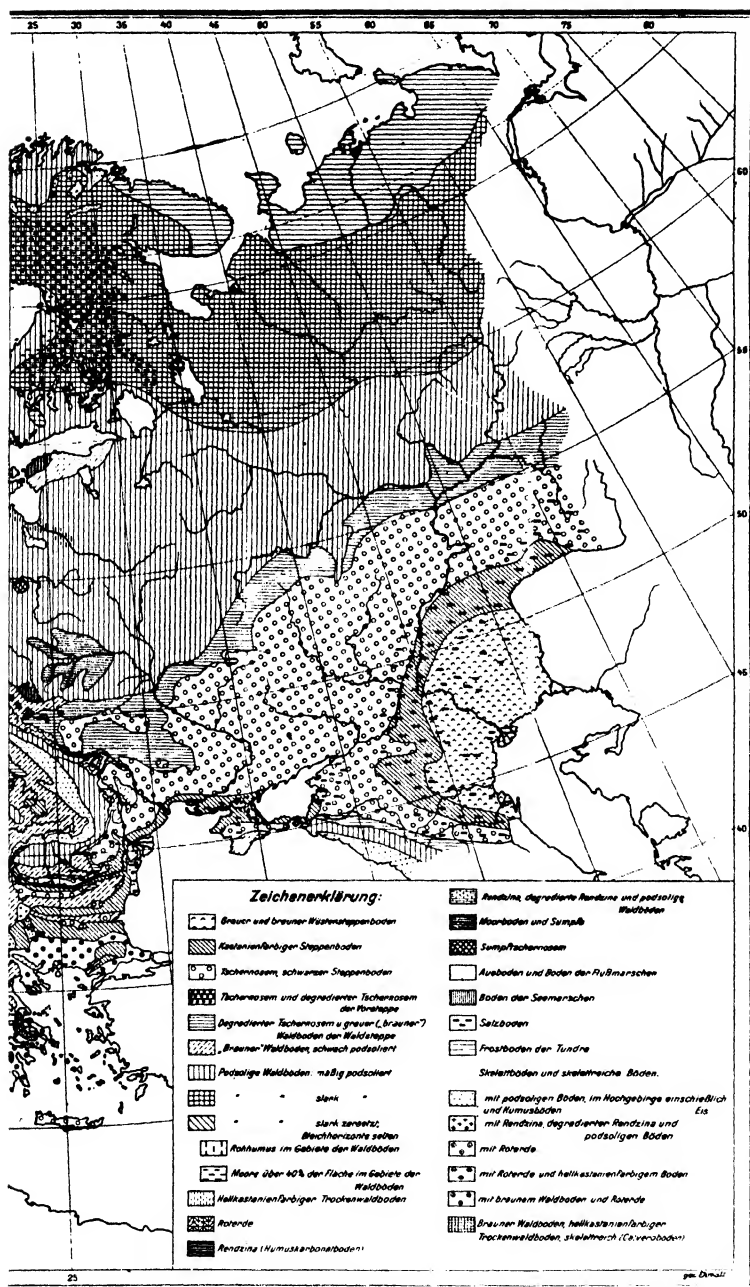 25 30 35 40 45 50 55 60 65 70 75 80
60
55
50
45
40
Zeichenerklärung:
Grauer und brauner Wüstensteppenboden
Kastanienfarbiger Steppenboden
Tschernosem, schwarzer Steppenboden
Tschernosem und degradierter Tschernosem
der Vorsteppe
Degradierter Tschernosem u. grauer („brauner")
Waldboden der Waldsteppe
„Brauner" Waldboden, schwach podsoliert
Podsolige Waldböden: mäßig podsoliert
" " stark "
" " stark zersetzt,
Bleichhorizonte selten
Rohhumus im Gebiete der Waldböden
Moore über 40% der Fläche im Gebiete der
Waldböden
Hellkastanienfarbiger Trockenwaldboden
Roterde
Rendzina (Humuskarbonatboden)
Rendzina, degradierte Rendzina und podsolige
Waldböden
Moorboden und Sümpfe
Sumpftschernosem
Aueboden und Boden der Flußmarschen
Boden der Seemarschen
Salzboden
Frostboden der Tundra
Skelettböden und skelettreiche Böden.
mit podsoligen Böden, im Hochgebirge einschließlich
und Humusböden Eis
mit Rendzina, degradierter Rendzina und
podsoligen Böden
mit Roterde
mit Roterde und hellkastanienfarbigem Boden
mit braunem Waldboden und Roterde
Brauner Waldboden, hellkastanienfarbiger
Trockenwaldboden, skelettreich
25
gez.